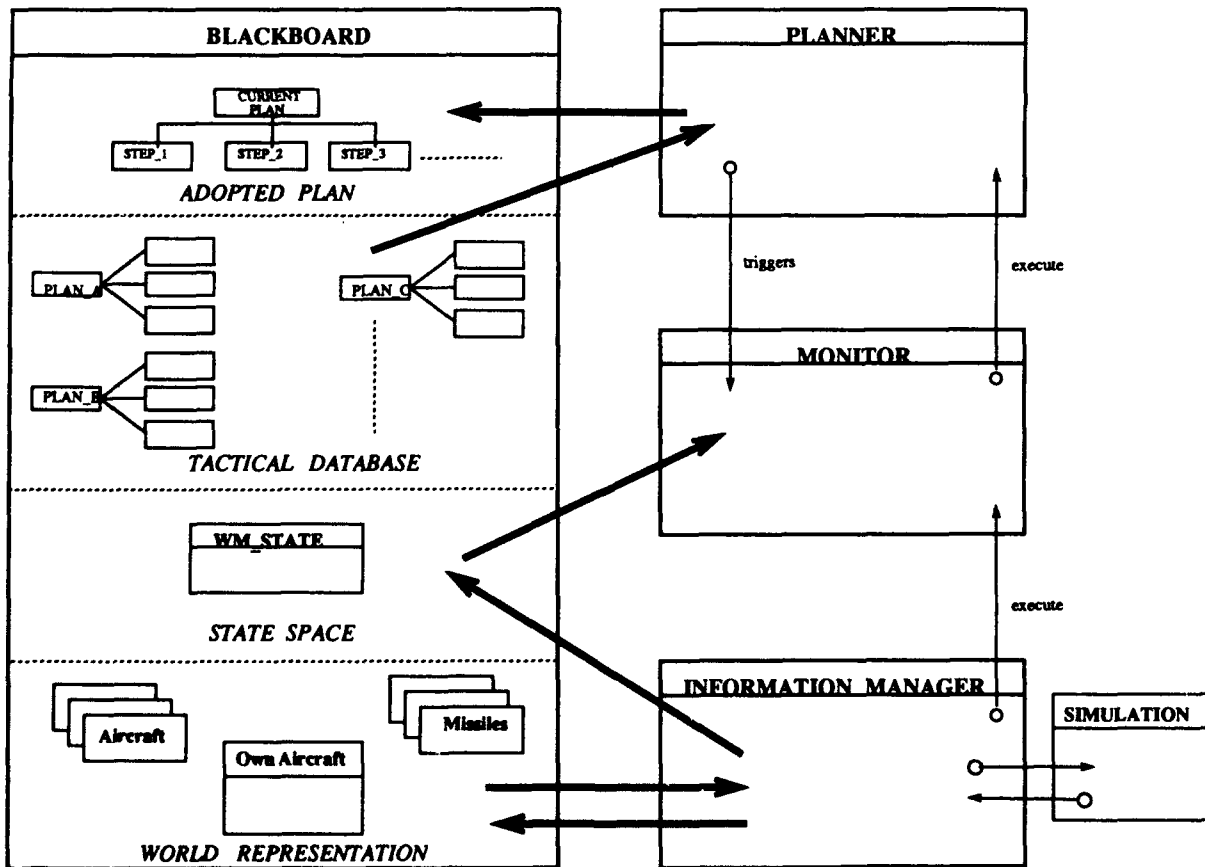 BLACKBOARD
CURRENT
PLAN
STEP_1
STEP_2
STEP_3
ADOPTED PLAN
PLAN_A
PLAN_C
PLAN_B
TACTICAL DATABASE
WM_STATE
STATE SPACE
Aircraft
Missiles
Own Aircraft
WORLD REPRESENTATION
PLANNER
triggers
execute
MONITOR
execute
INFORMATION MANAGER
SIMULATION